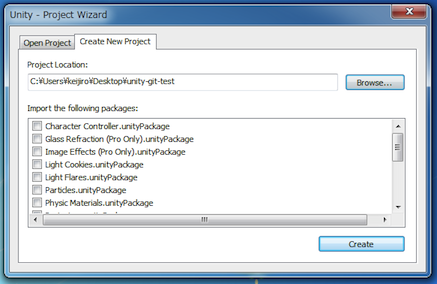 Unity - Project Wizard
Open Project
Create New Project
Project Location:
C:¥Users¥keijiro¥Desktop¥unity-git-test
Browse...
Import the following packages:
Character Controller.unityPackage
Glass Refraction (Pro Only).unityPackage
Image Effects (Pro Only).unityPackage
Light Cookies.unityPackage
Light Flares.unityPackage
Particles.unityPackage
Physic Materials.unityPackage
Create